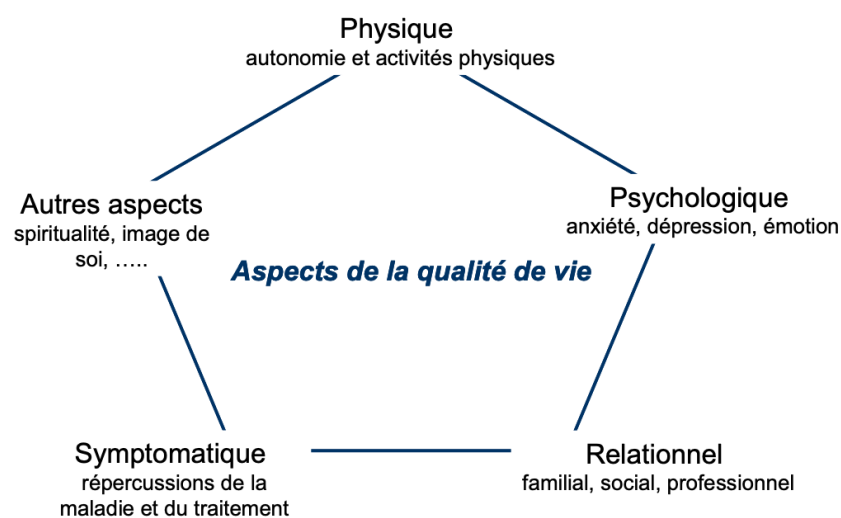 Physique
autonomie et activités physiques
Autres aspects
spiritualité, image de
soi, …..
Psychologique
anxiété, dépression, émotion
Aspects de la qualité de vie
Symptomatique
répercussions de la
maladie et du traitement
Relationnel
familial, social, professionnel